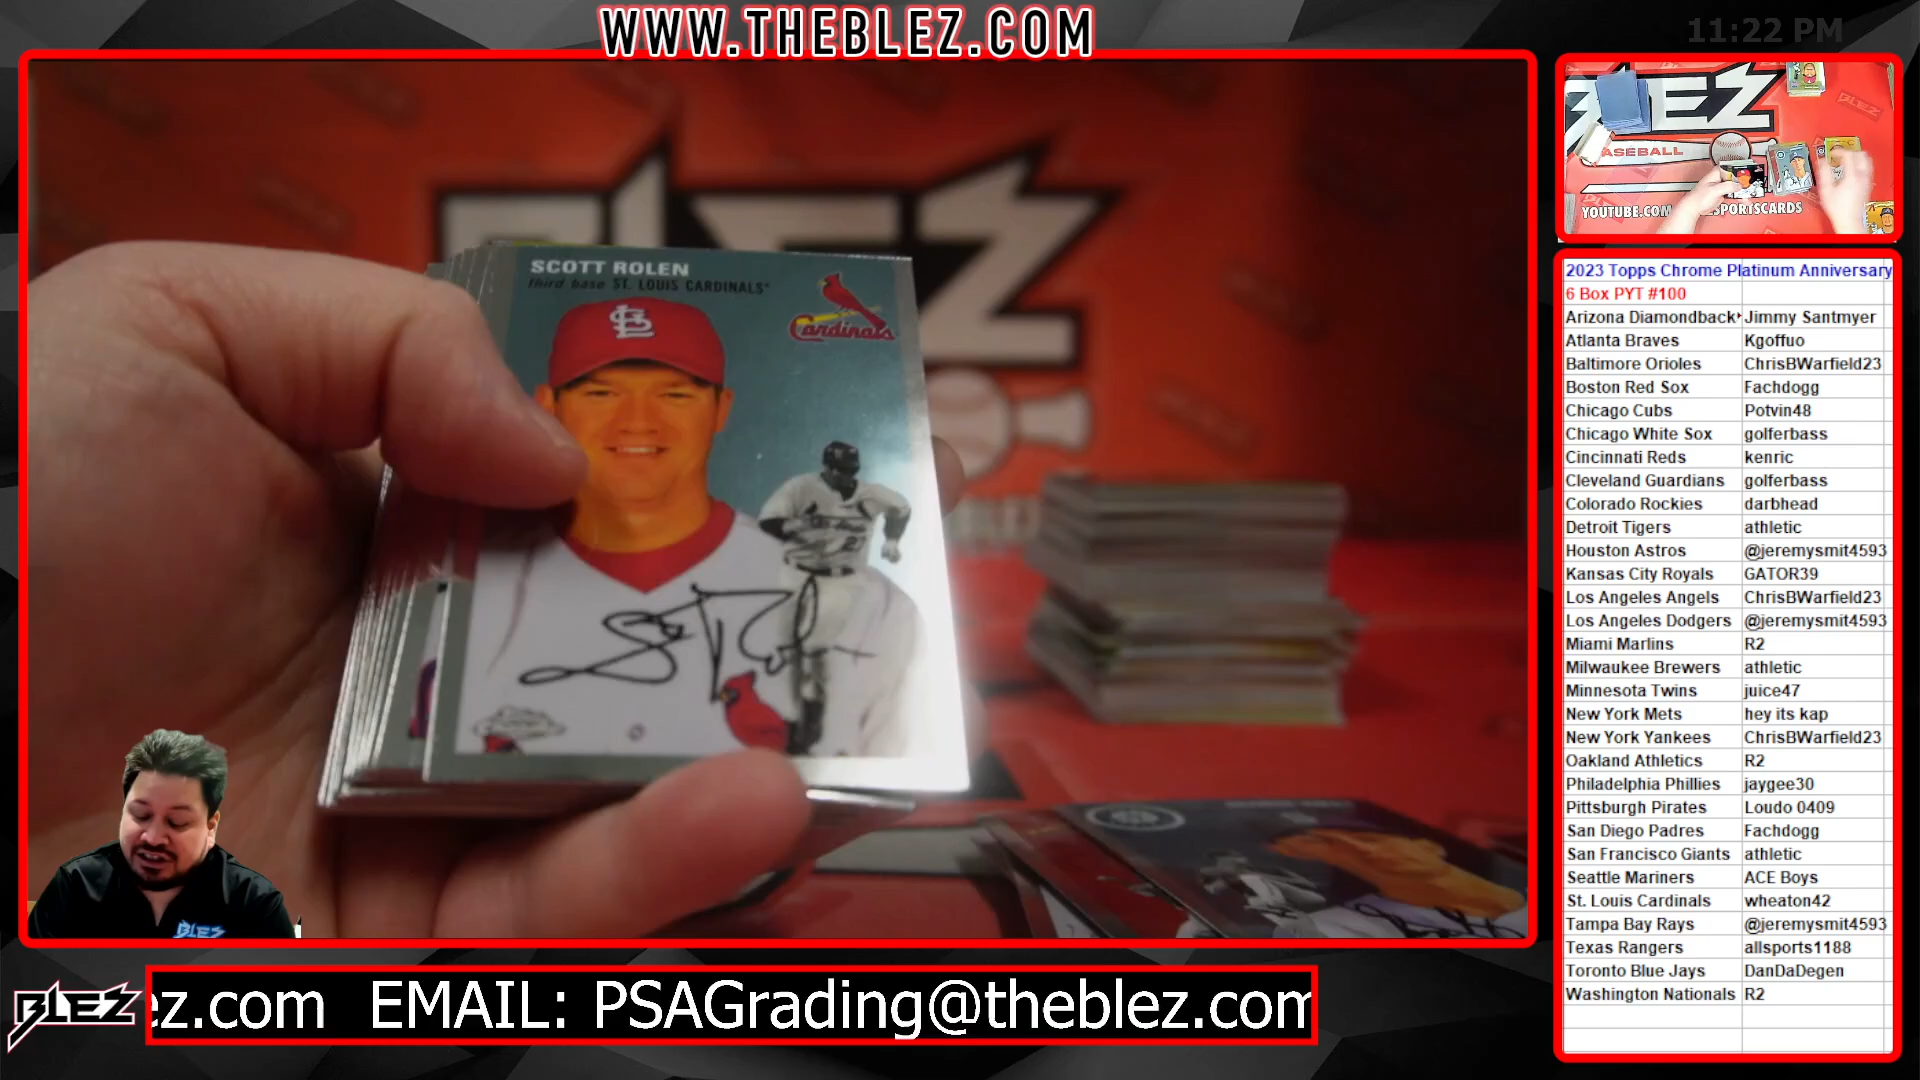 WWW.THEBLEZ.COM
11:22 PM
SCOTT ROLEN
third base ST. LOUIS CARDINALS
Cardinals
BLEZ
ez.com EMAIL: PSAGrading@theblez.com
BLEZ
EZ
BLEZ
ASEBALL
YOUTUBE.COM
SPORTSCARDS
2023 Topps Chrome Platinum Anniversary
6 Box PYT #100
Arizona Diamondback Jimmy Santmyer
Atlanta Braves Kgoffuo
Baltimore Orioles ChrisBWarfield23
Boston Red Sox Fachdogg
Chicago Cubs Potvin48
Chicago White Sox golferbass
Cincinnati Reds kenric
Cleveland Guardians golferbass
Colorado Rockies darbhead
Detroit Tigers athletic
Houston Astros @jeremysmit4593
Kansas City Royals GATOR39
Los Angeles Angels ChrisBWarfield23
Los Angeles Dodgers @jeremysmit4593
Miami Marlins R2
Milwaukee Brewers athletic
Minnesota Twins juice47
New York Mets hey its kap
New York Yankees ChrisBWarfield23
Oakland Athletics R2
Philadelphia Phillies jaygee30
Pittsburgh Pirates Loudo 0409
San Diego Padres Fachdogg
San Francisco Giants athletic
Seattle Mariners ACE Boys
St. Louis Cardinals wheaton42
Tampa Bay Rays @jeremysmit4593
Texas Rangers allsports1188
Toronto Blue Jays DanDaDegen
Washington Nationals R2